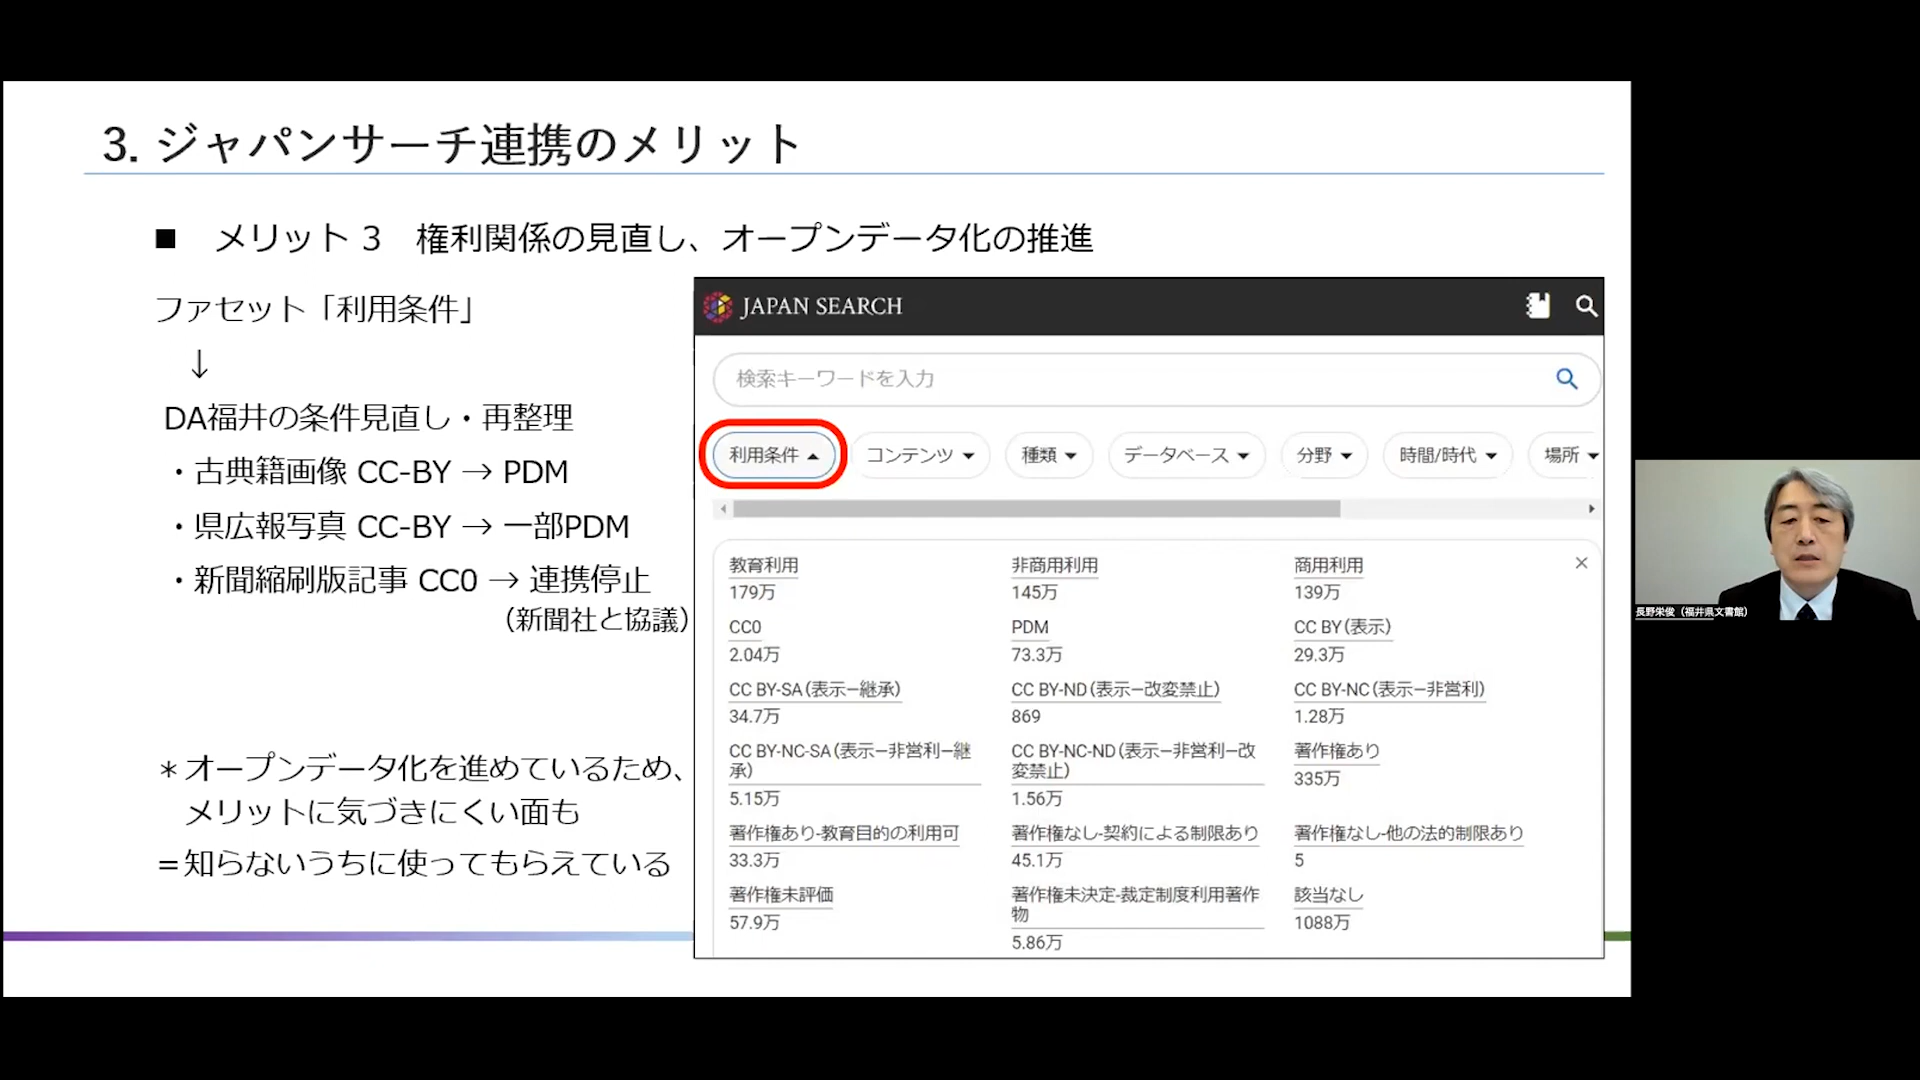 3. ジャパンサーチ連携のメリット
■ メリット 3　権利関係の見直し、オープンデータ化の推進
ファセット「利用条件」
↓
DA福井の条件見直し・再整理
・古典籍画像 CC-BY → PDM
・県広報写真 CC-BY → 一部PDM
・新聞縮刷版記事 CC0 → 連携停止
（新聞社と協議）
＊オープンデータ化を進めているため、
メリットに気づきにくい面も
＝知らないうちに使ってもらえている
JAPAN SEARCH
検索キーワードを入力
利用条件 コンテンツ 種類 データベース 分野 時間/時代 場所
教育利用 非商用利用 商用利用
179万 145万 139万
CC0 PDM CC BY（表示）
2.04万 73.3万 29.3万
CC BY-SA（表示—継承） CC BY-ND（表示—改変禁止） CC BY-NC（表示—非営利）
34.7万 869 1.28万
CC BY-NC-SA（表示—非営利—継承） CC BY-NC-ND（表示—非営利—改変禁止） 著作権あり
5.15万 1.56万 335万
著作権あり-教育目的の利用可 著作権なし-契約による制限あり 著作権なし-他の法的制限あり
33.3万 45.1万 5
著作権未評価 著作権未決定-裁定制度利用著作物 該当なし
57.9万 5.86万 1088万
長野栄俊（福井県文書館）